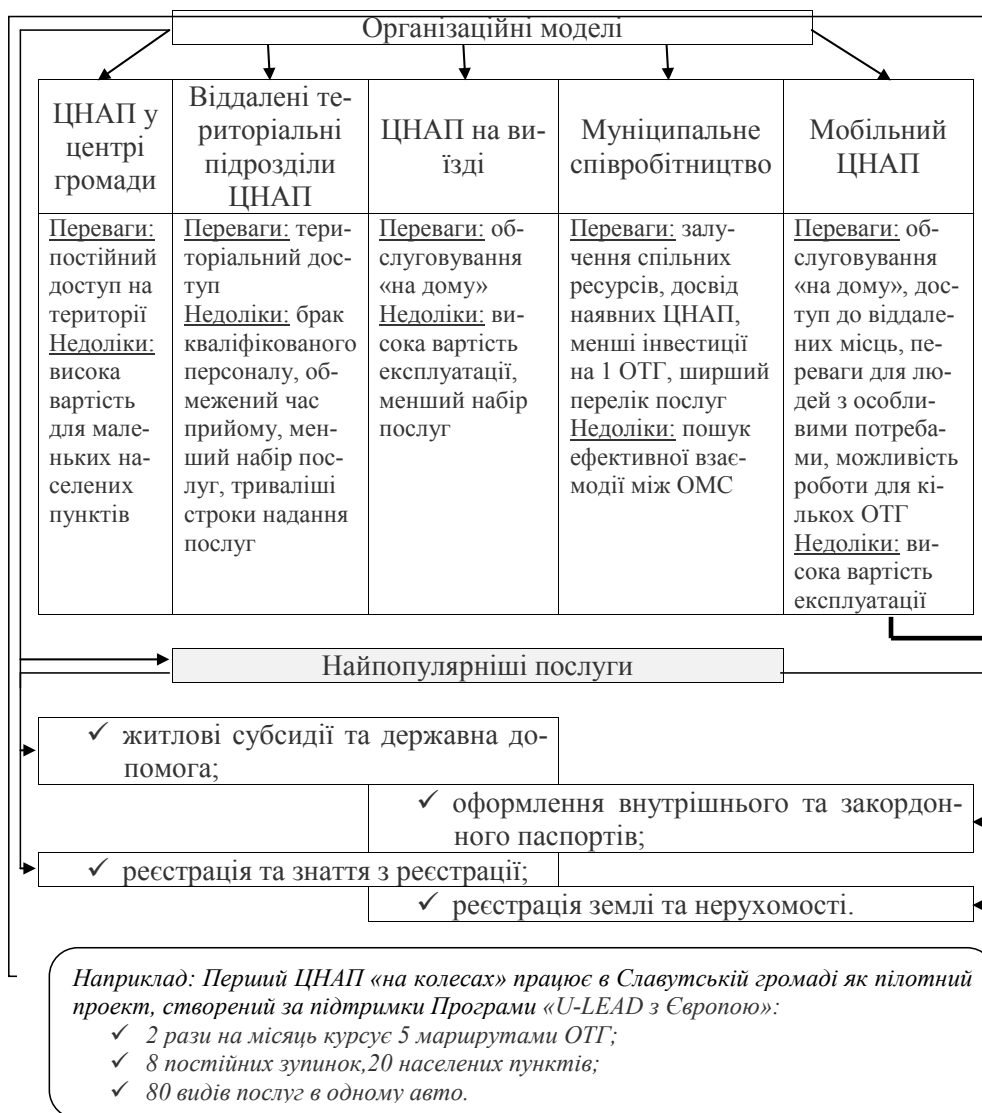 Організаційні моделі
ЦНАП у
центрі
громади
Віддалені те-
риторіальні
підрозділи
ЦНАП
ЦНАП на ви-
їзді
Муніципальне
співробітництво
Мобільний
ЦНАП
Переваги:
постійний
доступ на
території
Недоліки:
висока
вартість
для мале-
ньких на-
селених
пунктів
Переваги: тери-
торіальний дос-
туп
Недоліки: брак
кваліфікованого
персоналу, об-
межений час
прийому, мен-
ший набір пос-
луг, триваліші
строки надання
послуг
Переваги: об-
слуговування
«на дому»
Недоліки: ви-
сока вартість
експлуатації,
менший набір
послуг
Переваги: залу-
чення спільних
ресурсів, досвід
наявних ЦНАП,
менші інвестиції
на 1 ОТГ, ширший
перелік послуг
Недоліки: пошук
ефективної взає-
модії між ОМС
Переваги: об-
слуговування
«на дому», дос-
туп до віддале-
них місць, пе-
реваги для лю-
дей з особли-
вими потреба-
ми, можливість
роботи для кі-
лькох ОТГ
Недоліки: ви-
сока вартість
експлуатації
Найпопулярніші послуги
✓ житлові субсидії та державна до-
помога;
✓ оформлення внутрішнього та закордон-
ного паспортів;
✓ реєстрація та зняття з реєстрації;
✓ реєстрація землі та нерухомості.
Наприклад: Перший ЦНАП «на колесах» працює в Славутській громаді як пілотний
проект, створений за підтримки Програми «U-LEAD з Європою»:
✓ 2 рази на місяць курсує 5 маршрутами ОТГ;
✓ 8 постійних зупинок,20 населених пунктів;
✓ 80 видів послуг в одному авто.